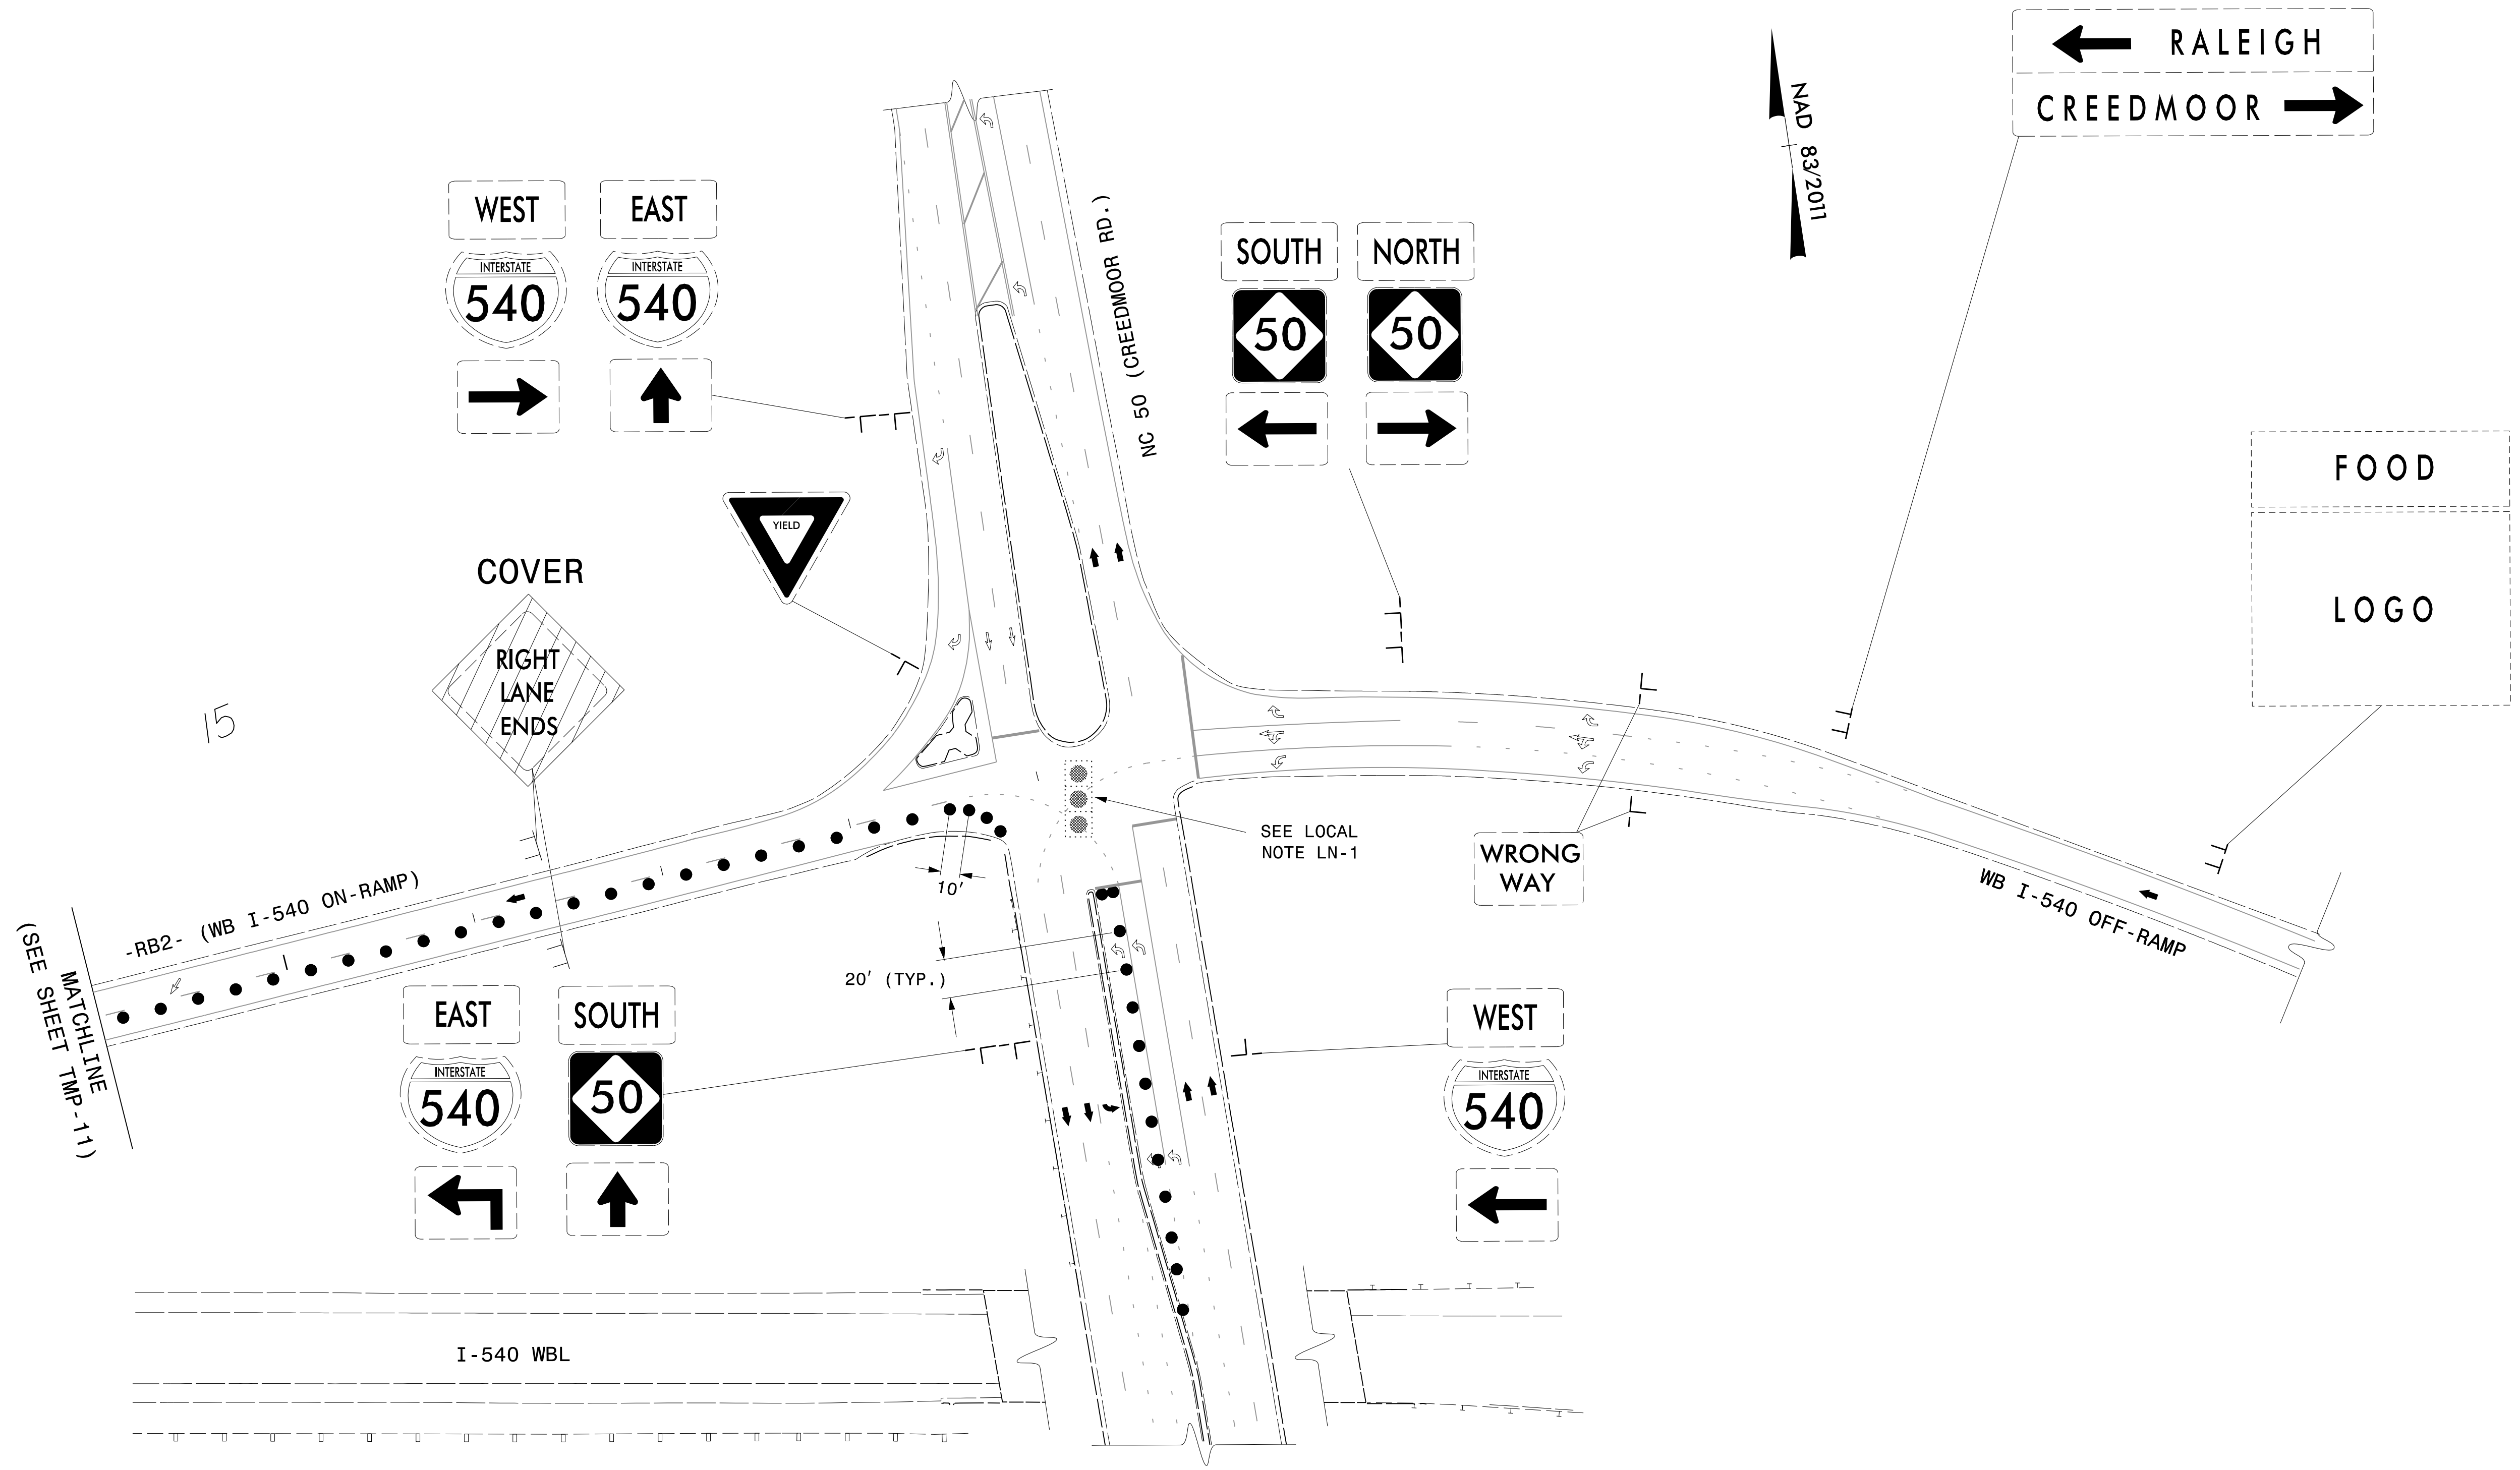 RALEIGH
CREEDMOOR
NAD 83/2011
WEST
INTERSTATE
540
EAST
INTERSTATE
540
NC 50 (CREEDMOOR RD.)
SOUTH
50
NORTH
50
FOOD
LOGO
YIELD
COVER
RIGHT
LANE
ENDS
15
SEE LOCAL
NOTE LN-1
WRONG
WAY
WB I-540 OFF-RAMP
10'
-RB2- (WB I-540 ON-RAMP)
MATCHLINE
(SEE SHEET TMP-11)
20' (TYP.)
EAST
INTERSTATE
540
SOUTH
50
WEST
INTERSTATE
540
I-540 WBL